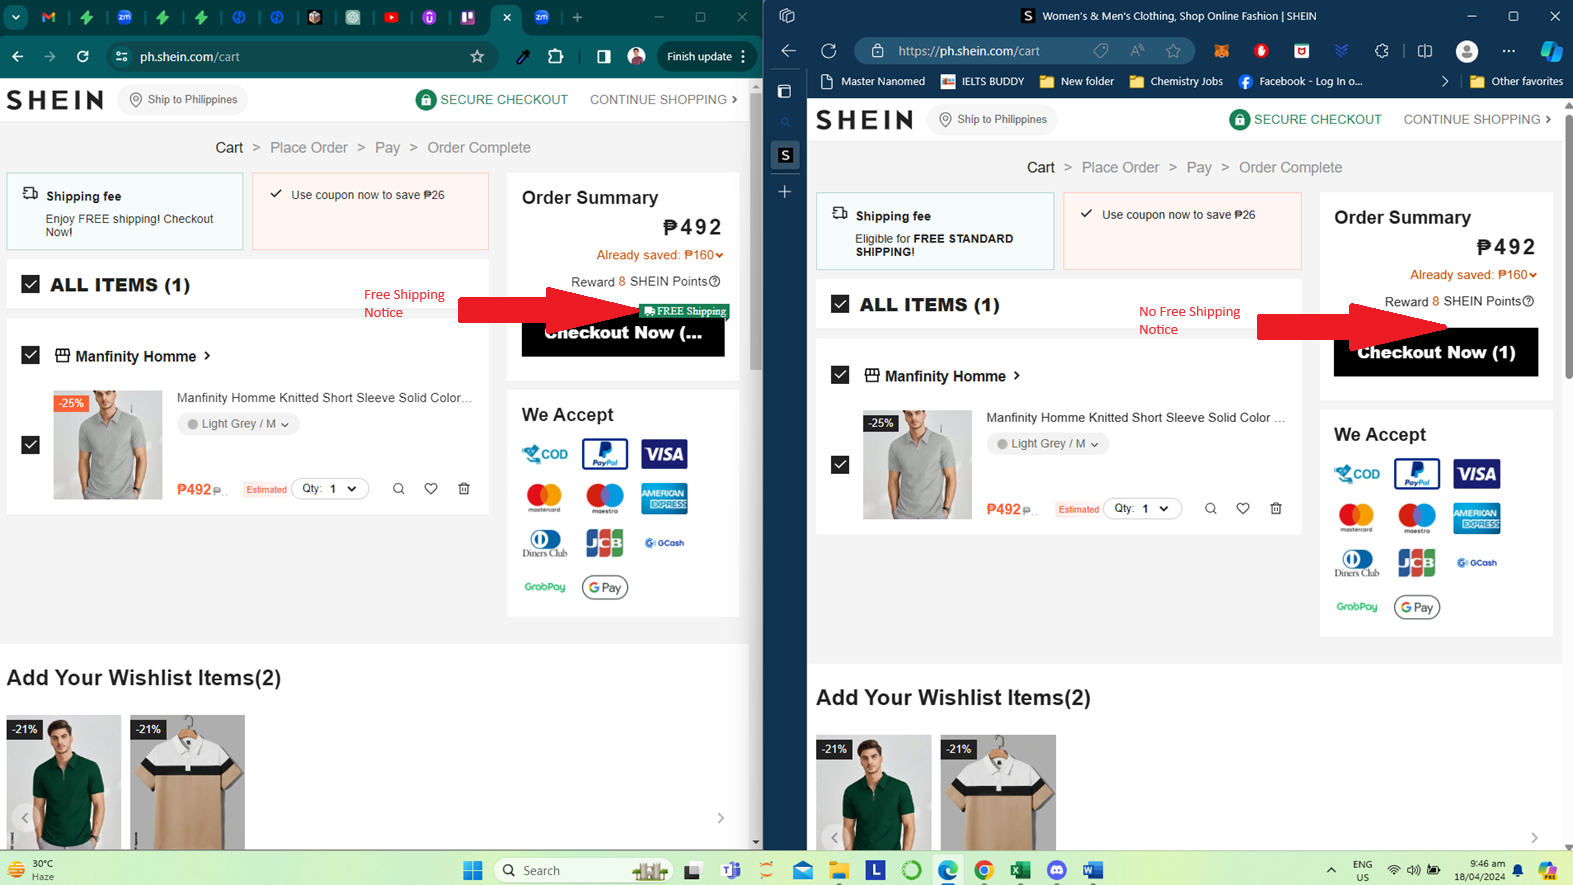 ph.shein.com/cart
Finish update
SHEIN
Ship to Philippines
SECURE CHECKOUT
CONTINUE SHOPPING >
Cart > Place Order > Pay > Order Complete
Shipping fee
Enjoy FREE shipping! Checkout
Now!
Use coupon now to save ₱26
Order Summary
₱492
Already saved: ₱160
Reward 8 SHEIN Points
FREE Shipping
Checkout Now (...
ALL ITEMS (1)
Free Shipping
Notice
Manfinity Homme >
-25%
Manfinity Homme Knitted Short Sleeve Solid Color...
Light Grey / M
₱492 ₱...
Estimated
Qty: 1
We Accept
COD
PayPal
VISA
mastercard
maestro
AMERICAN
EXPRESS
Diners Club
JCB
GCash
GrabPay
G Pay
Add Your Wishlist Items(2)
-21%
-21%
S Women's & Men's Clothing, Shop Online Fashion | SHEIN
https://ph.shein.com/cart
Master Nanomed
IELTS BUDDY
New folder
Chemistry Jobs
Facebook - Log In o...
Other favorites
S
SHEIN
Ship to Philippines
SECURE CHECKOUT
CONTINUE SHOPPING >
Cart > Place Order > Pay > Order Complete
Shipping fee
Eligible for FREE STANDARD
SHIPPING!
Use coupon now to save ₱26
Order Summary
₱492
Already saved: ₱160
Reward 8 SHEIN Points
Checkout Now (1)
ALL ITEMS (1)
No Free Shipping
Notice
Manfinity Homme >
-25%
Manfinity Homme Knitted Short Sleeve Solid Color ...
Light Grey / M
₱492 ₱...
Estimated
Qty: 1
We Accept
COD
PayPal
VISA
mastercard
maestro
AMERICAN
EXPRESS
Diners Club
JCB
GCash
GrabPay
G Pay
Add Your Wishlist Items(2)
-21%
-21%
30°C
Haze
Search
ENG
US
9:46 am
18/04/2024